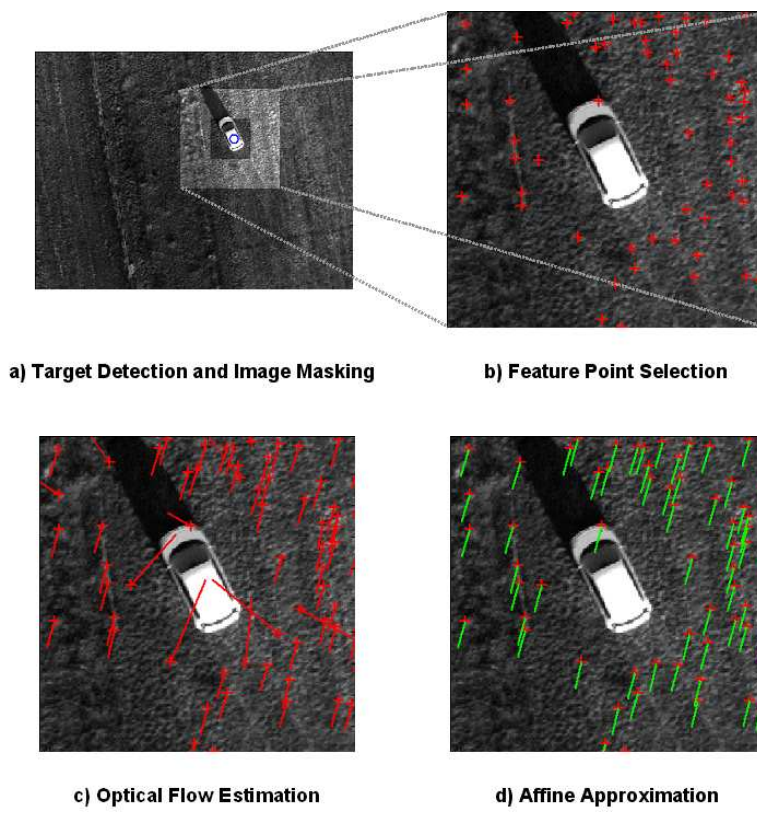 a) Target Detection and Image Masking
b) Feature Point Selection
c) Optical Flow Estimation
d) Affine Approximation